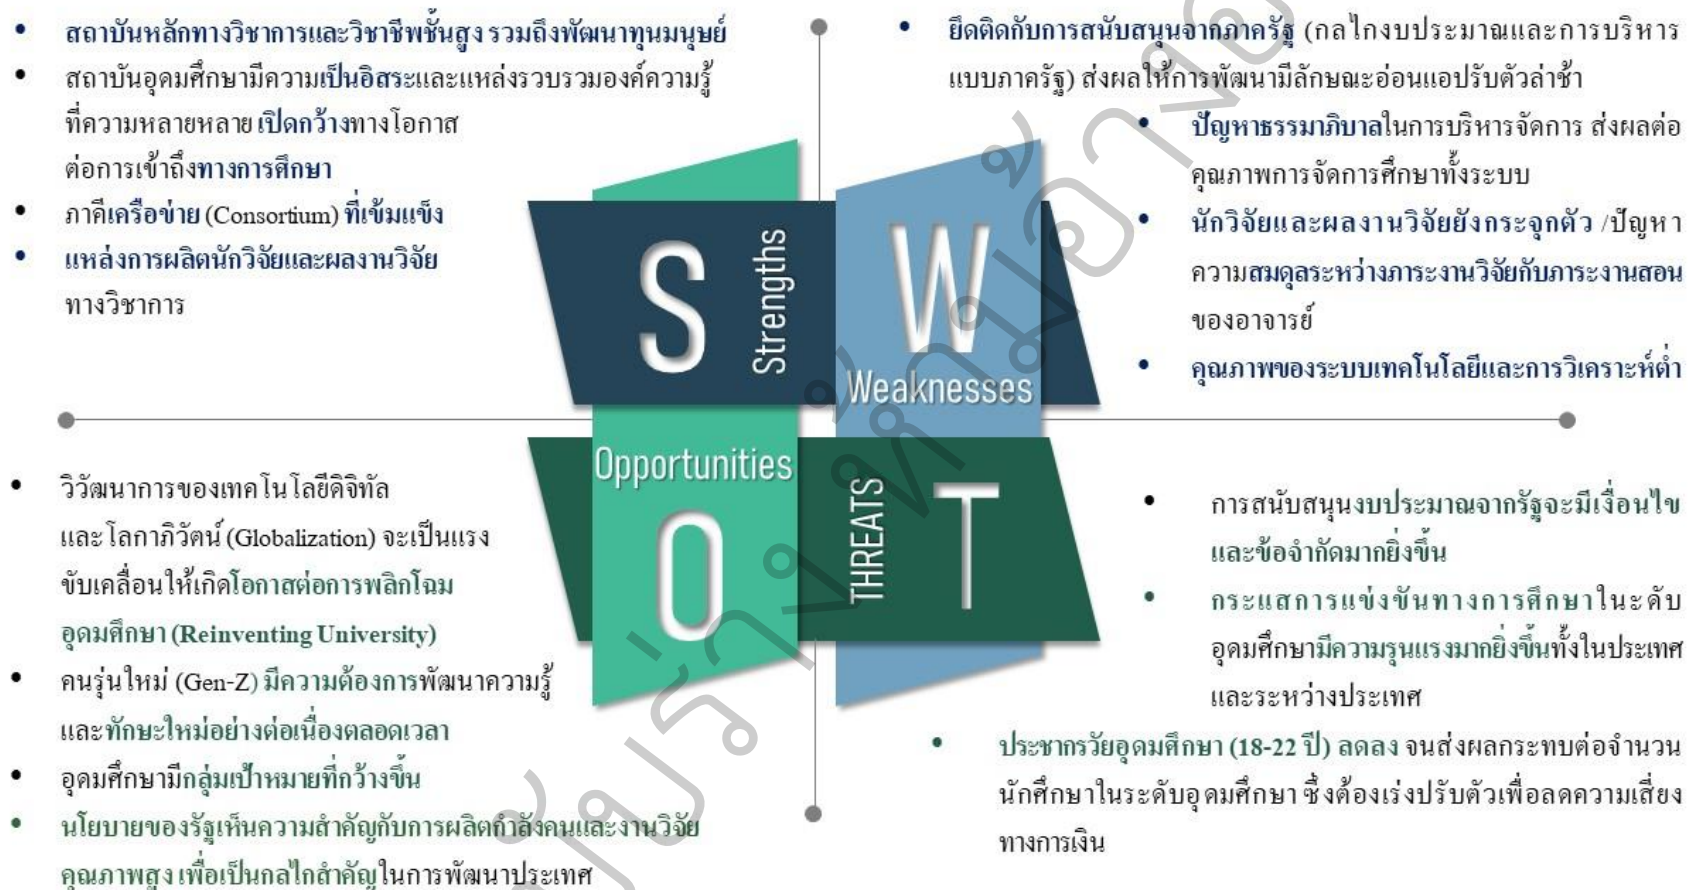 • สถาบันหลักทางวิชาการและวิชาชีพชั้นสูง รวมถึงพัฒนาทุนมนุษย์
• สถาบันอุดมศึกษามีความเป็นอิสระและแหล่งรวบรวมองค์ความรู้
ที่ความหลายหลาย เปิดกว้างทางโอกาส
ต่อการเข้าถึงทางการศึกษา
• ภาคีเครือข่าย (Consortium) ที่เข้มแข็ง
• แหล่งการผลิตนักวิจัยและผลงานวิจัย
ทางวิชาการ
S
Strengths
• ยึดติดกับการสนับสนุนจากภาครัฐ (กลไกงบประมาณและการบริหาร
แบบภาครัฐ) ส่งผลให้การพัฒนามีลักษณะอ่อนแอปรับตัวล่าช้า
• ปัญหาธรรมาภิบาลในการบริหารจัดการ ส่งผลต่อ
คุณภาพการจัดการศึกษาทั้งระบบ
• นักวิจัยและผลงานวิจัยยังกระจุกตัว /ปัญหา
ความสมดุลระหว่างภาระงานวิจัยกับภาระงานสอน
ของอาจารย์
• คุณภาพของระบบเทคโนโลยีและการวิเคราะห์ต่ำ
W
Weaknesses
Opportunities
O
• วิวัฒนาการของเทคโนโลยีดิจิทัล
และโลกาภิวัตน์ (Globalization) จะเป็นแรง
ขับเคลื่อนให้เกิดโอกาสต่อการพลิกโฉม
อุดมศึกษา (Reinventing University)
• คนรุ่นใหม่ (Gen-Z) มีความต้องการพัฒนาความรู้
และทักษะใหม่อย่างต่อเนื่องตลอดเวลา
• อุดมศึกษามีกลุ่มเป้าหมายที่กว้างขึ้น
• นโยบายของรัฐเห็นความสำคัญกับการผลิตกำลังคนและงานวิจัย
คุณภาพสูง เพื่อเป็นกลไกสำคัญในการพัฒนาประเทศ
THREATS
T
• การสนับสนุนงบประมาณจากรัฐจะมีเงื่อนไข
และข้อจำกัดมากยิ่งขึ้น
• กระแสการแข่งขันทางการศึกษาในะดับ
อุดมศึกษามีความรุนแรงมากยิ่งขึ้นทั้งในประเทศ
และระหว่างประเทศ
• ประชากรวัยอุดมศึกษา (18-22 ปี) ลดลง จนส่งผลกระทบต่อจำนวน
นักศึกษาในระดับอุดมศึกษา ซึ่งต้องเร่งปรับตัวเพื่อลดความเสี่ยง
ทางการเงิน